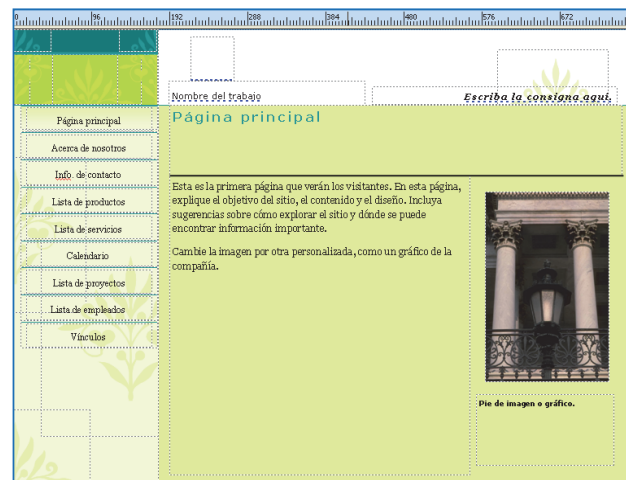 0 96 192 288 384 480 576 672
Nombre del trabajo
Escriba la consigna aquí.
Página principal
Acerca de nosotros
Info. de contacto
Lista de productos
Lista de servicios
Calendario
Lista de proyectos
Lista de empleados
Vínculos
Página principal
Esta es la primera página que verán los visitantes. En esta página,
explique el objetivo del sitio, el contenido y el diseño. Incluya
sugerencias sobre cómo explorar el sitio y dónde se puede
encontrar información importante.
Cambie la imagen por otra personalizada, como un gráfico de la
compañía.
Pie de imagen o gráfico.